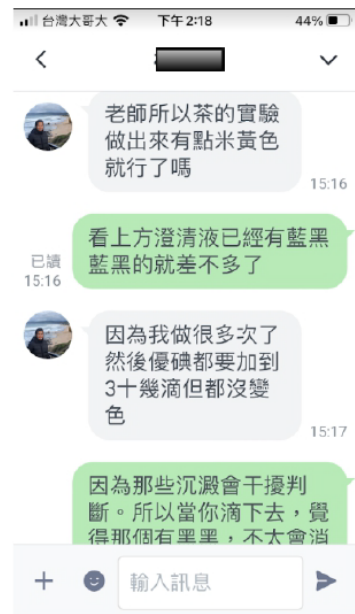 台灣大哥大 下午2:18 44%
老師所以茶的實驗
做出來有點米黃色
就行了嗎
15:16
看上方澄清液已經有藍黑
藍黑的就差不多了
已讀
15:16
因為我做很多次了
然後優碘都要加到
3十幾滴但都沒變
色
15:17
因為那些沉澱會干擾判
斷。所以當你滴下去，覺
得那個有黑黑，不太會消
輸入訊息